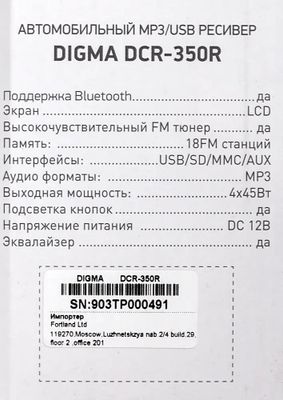 АВТОМОБИЛЬНЫЙ MP3/USB РЕСИВЕР
DIGMA DCR-350R
Поддержка Bluetooth да
Экран LCD
Высокочувствительный FM тюнер да
Память: 18FM станций
Интерфейсы: USB/SD/MMC/AUX
Аудио форматы: MP3
Выходная мощность: 4x45Вт
Подсветка кнопок да
Напряжение питания DC 12В
Эквалайзер да
DIGMA DCR-350R
SN:903TP000491
Импортер
Fortland Ltd
119270,Moscow,Luzhnetskzya nab.2/4 build.29,
floor 2 ,office 201